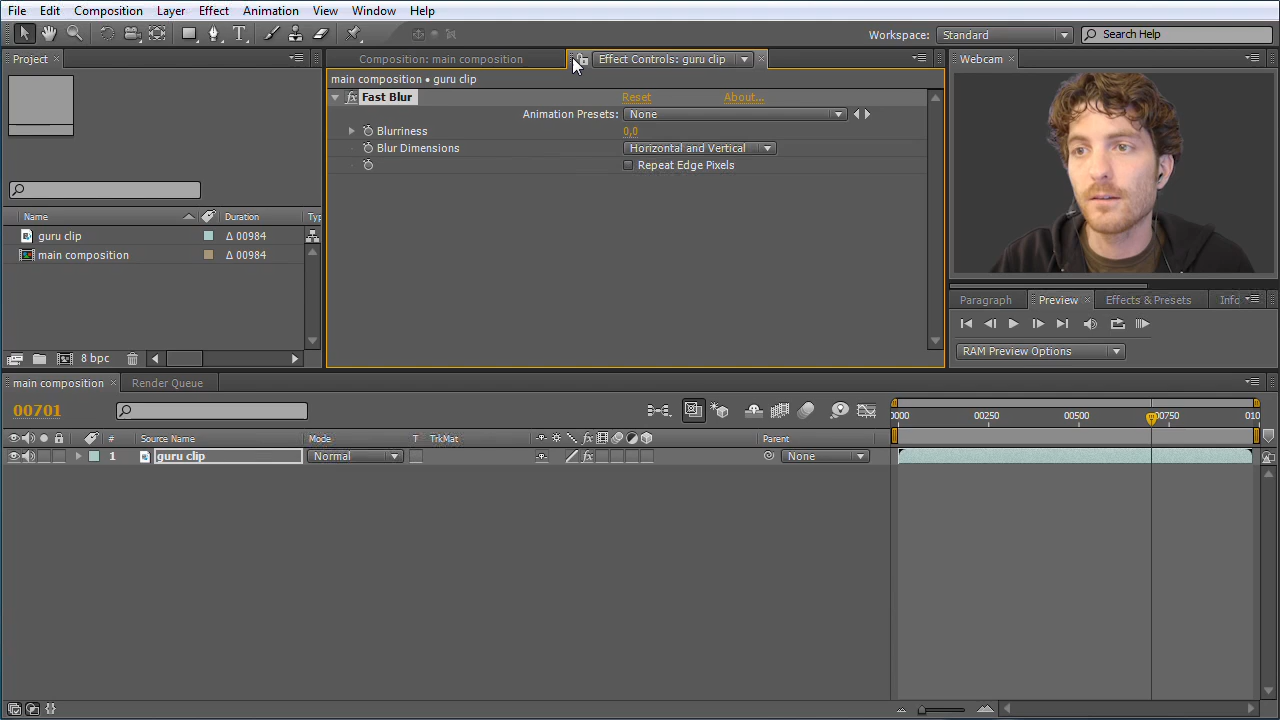 File Edit Composition Layer Effect Animation View Window Help
Workspace: Standard Search Help
Project
Composition: main composition Effect Controls: guru clip
Webcam
main composition • guru clip
Fast Blur Reset About...
Animation Presets: None
Blurriness 0,0
Blur Dimensions Horizontal and Vertical
Repeat Edge Pixels
Name Duration Typ
guru clip Δ 00984
main composition Δ 00984
8 bpc
Paragraph Preview Effects & Presets Info
RAM Preview Options
main composition Render Queue
00701
0000 00250 00500 00750 010
# Source Name Mode T TrkMat Parent
1 guru clip Normal None